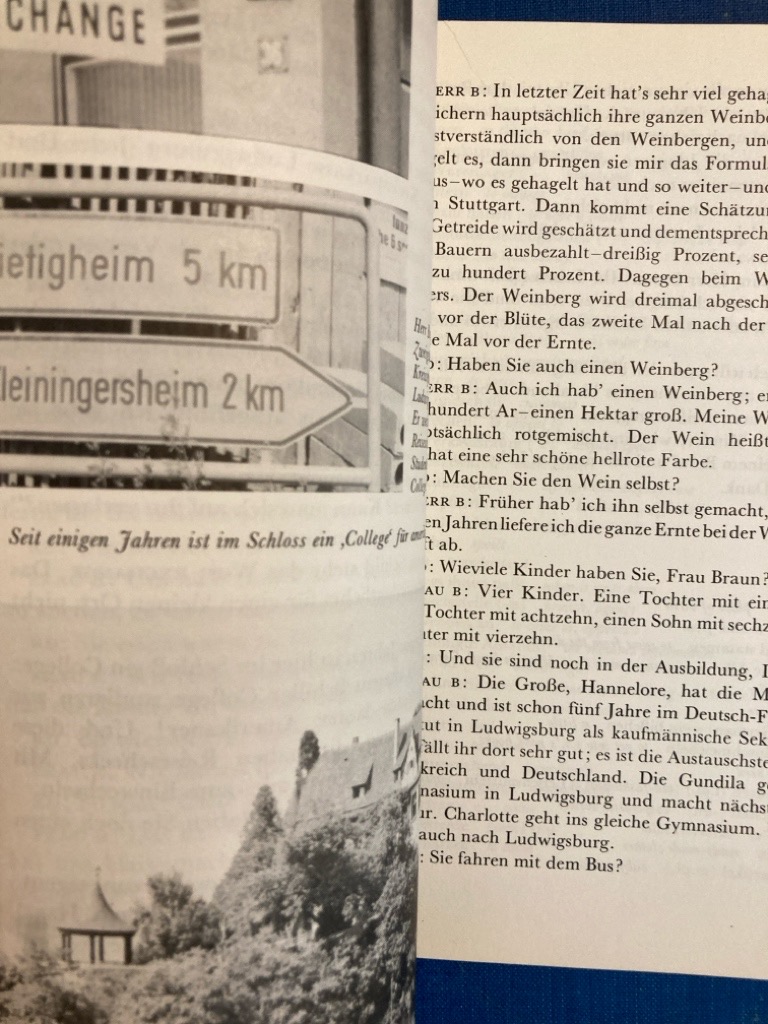 CHANGE
ietigheim 5 km
leiningersheim 2 km
Seit einigen Jahren ist im Schloss ein ‚College‘ für
ERR B: In letzter Zeit hat's sehr viel geha
ichern hauptsächlich ihre ganzen Weinb
stverständlich von den Weinbergen, un
elt es, dann bringen sie mir das Formul
us–wo es gehagelt hat und so weiter–un
Stuttgart. Dann kommt eine Schätzu
Getreide wird geschätzt und dementsprech
Bauern ausbezahlt–dreißig Prozent, se
zu hundert Prozent. Dagegen beim W
ers. Der Weinberg wird dreimal abgesch
vor der Blüte, das zweite Mal nach der
e Mal vor der Ernte.
: Haben Sie auch einen Weinberg?
ERR B: Auch ich hab' einen Weinberg; e
hundert Ar–einen Hektar groß. Meine W
tsächlich rotgemischt. Der Wein heißt
hat eine sehr schöne hellrote Farbe.
: Machen Sie den Wein selbst?
ERR B: Früher hab' ich ihn selbst gemacht,
en Jahren liefere ich die ganze Ernte bei der W
ft ab.
: Wieviele Kinder haben Sie, Frau Braun?
AU B: Vier Kinder. Eine Tochter mit ein
Tochter mit achtzehn, einen Sohn mit sechz
ter mit vierzehn.
: Und sie sind noch in der Ausbildung, I
AU B: Die Große, Hannelore, hat die M
cht und ist schon fünf Jahre im Deutsch-F
ut in Ludwigsburg als kaufmännische Sek
fällt ihr dort sehr gut; es ist die Austauschste
kreich und Deutschland. Die Gundila g
nasium in Ludwigsburg und macht nächs
ur. Charlotte geht ins gleiche Gymnasium.
auch nach Ludwigsburg.
: Sie fahren mit dem Bus?